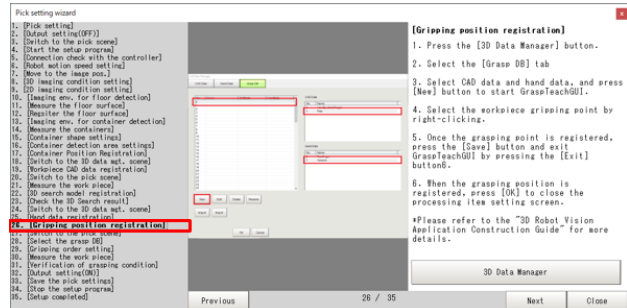 Pick setting wizard
1. [Pick setting]
2. [Output setting(OFF)]
3. [Switch to the pick scene]
4. [Start the setup program]
5. [Connection check with the controller]
6. [Robot motion speed setting]
7. [Move to the image pos.]
8. [3D imaging condition setting]
9. [2D imaging condition setting]
10. [Imaging env. for floor detection]
11. [Measure the floor surface]
12. [Regsiter the floor surface]
13. [Imaging env. for container detection]
14. [Measure the containers]
15. [Container shape settings]
16. [Container detection area settings]
17. [Container Position Registration]
18. [Switch to the 3D data mgt. scene]
19. [Workpiece CAD data registration]
20. [Switch to the pick scene]
21. [Measure the work piece]
22. [3D search model registration]
23. [Check the 3D Search result]
24. [Switch to the 3D data mgt. scene]
25. [Hand data registration]
26. [Gripping position registration]
27. [Switch to the pick scene]
28. [Select the grasp DB]
29. [Gripping order setting]
30. [Measure the work piece]
31. [Verification of grasping condition]
32. [Output setting(ON)]
33. [Save the pick settings]
34. [Stop the setup program]
35. [Setup completed]
[Gripping position registration]
1. Press the [3D Data Manager] button.
2. Select the [Grasp DB] tab
3. Select CAD data and hand data, and press
[New] button to start GraspTeachGUI.
4. Select the workpiece gripping point by
right-clicking.
5. Once the grasping point is registered,
press the [Save] button and exit
GraspTeachGUI by pressing the [Exit]
button6.
6. When the grasping position is
registered, press [OK] to close the
processing item setting screen.
*Please refer to the "3D Robot Vision
Application Construction Guide" for more
details.
3D Data Manager
Previous
26 / 35
Next
Close